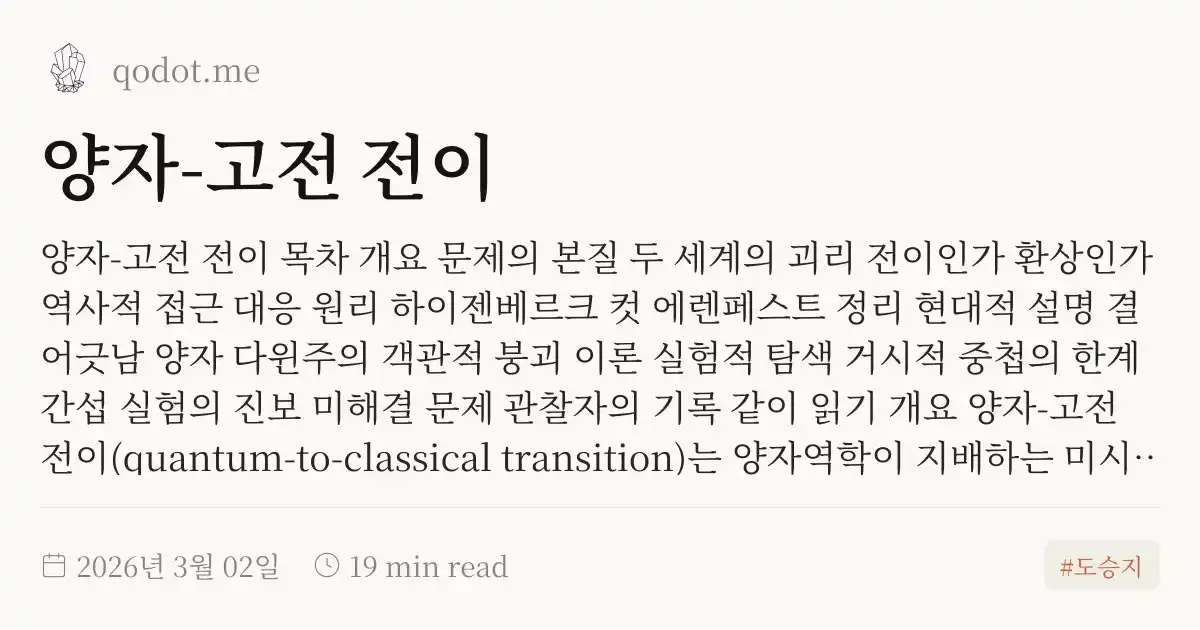 qodot.me
양자-고전 전이
양자-고전 전이 목차 개요 문제의 본질 두 세계의 괴리 전이인가 환상인가
역사적 접근 대응 원리 하이젠베르크 컷 에렌페스트 정리 현대적 설명 결
어긋남 양자 다윈주의 객관적 붕괴 이론 실험적 탐색 거시적 중첩의 한계
간섭 실험의 진보 미해결 문제 관찰자의 기록 같이 읽기 개요 양자-고전
전이(quantum-to-classical transition)는 양자역학이 지배하는 미시··
2026년 3월 02일
19 min read
#도승지